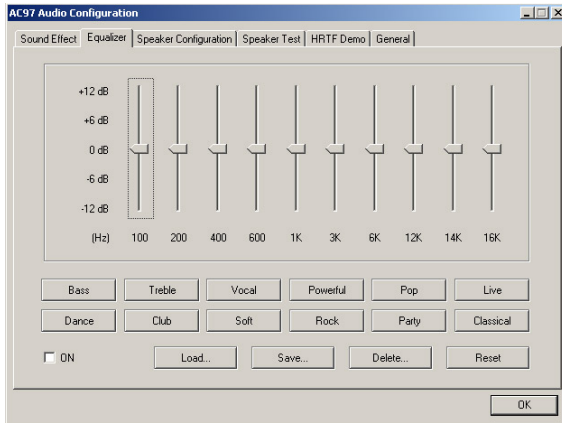 AC97 Audio Configuration
Sound Effect Equalizer Speaker Configuration Speaker Test HRTF Demo General
+12 dB
+6 dB
0 dB
-6 dB
-12 dB
(Hz) 100 200 400 600 1K 3K 6K 12K 14K 16K
Bass Treble Vocal Powerful Pop Live
Dance Club Soft Rock Party Classical
ON Load... Save... Delete... Reset
OK